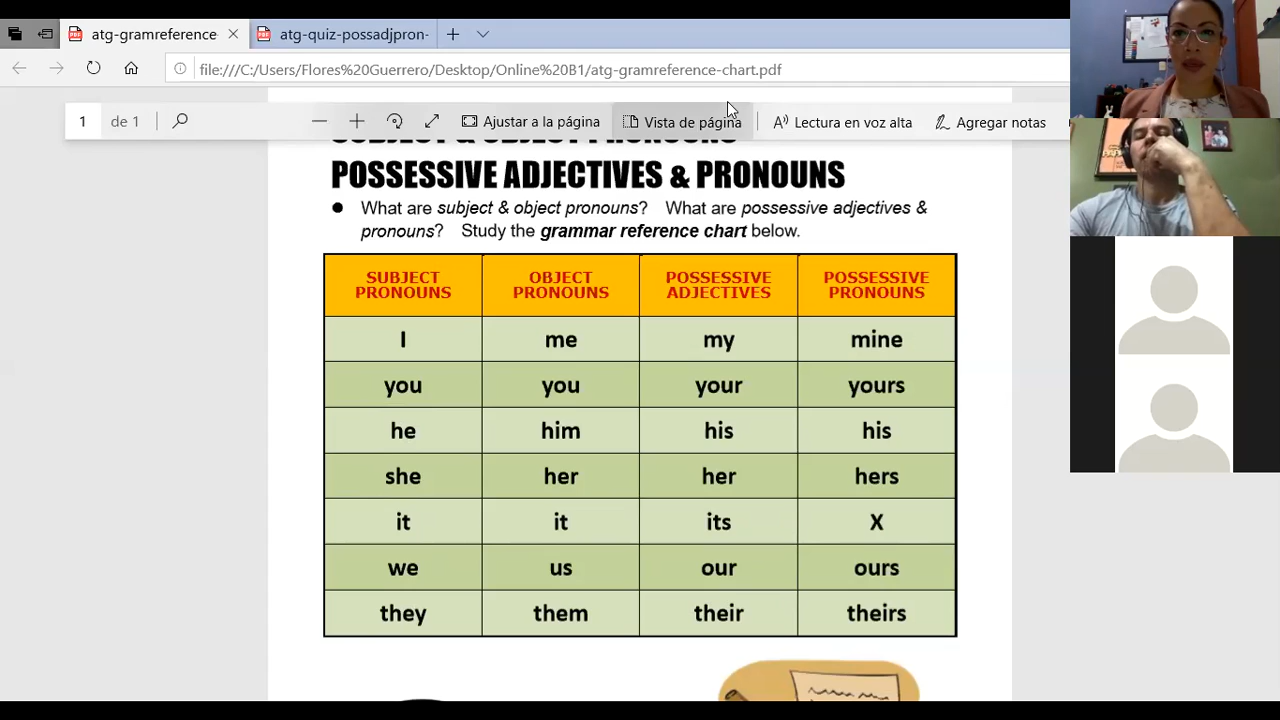 atg-gramreference
atg-quiz-possadjpron-
file:///C:/Users/Flores%20Guerrero/Desktop/Online%20B1/atg-gramreference-chart.pdf
1 de 1 Ajustar a la página Vista de página Lectura en voz alta Agregar notas
SUBJECT & OBJECT PRONOUNS
POSSESSIVE ADJECTIVES & PRONOUNS
● What are subject & object pronouns? What are possessive adjectives &
pronouns? Study the grammar reference chart below.
SUBJECT PRONOUNS OBJECT PRONOUNS POSSESSIVE ADJECTIVES POSSESSIVE PRONOUNS
I me my mine
you you your yours
he him his his
she her her hers
it it its X
we us our ours
they them their theirs